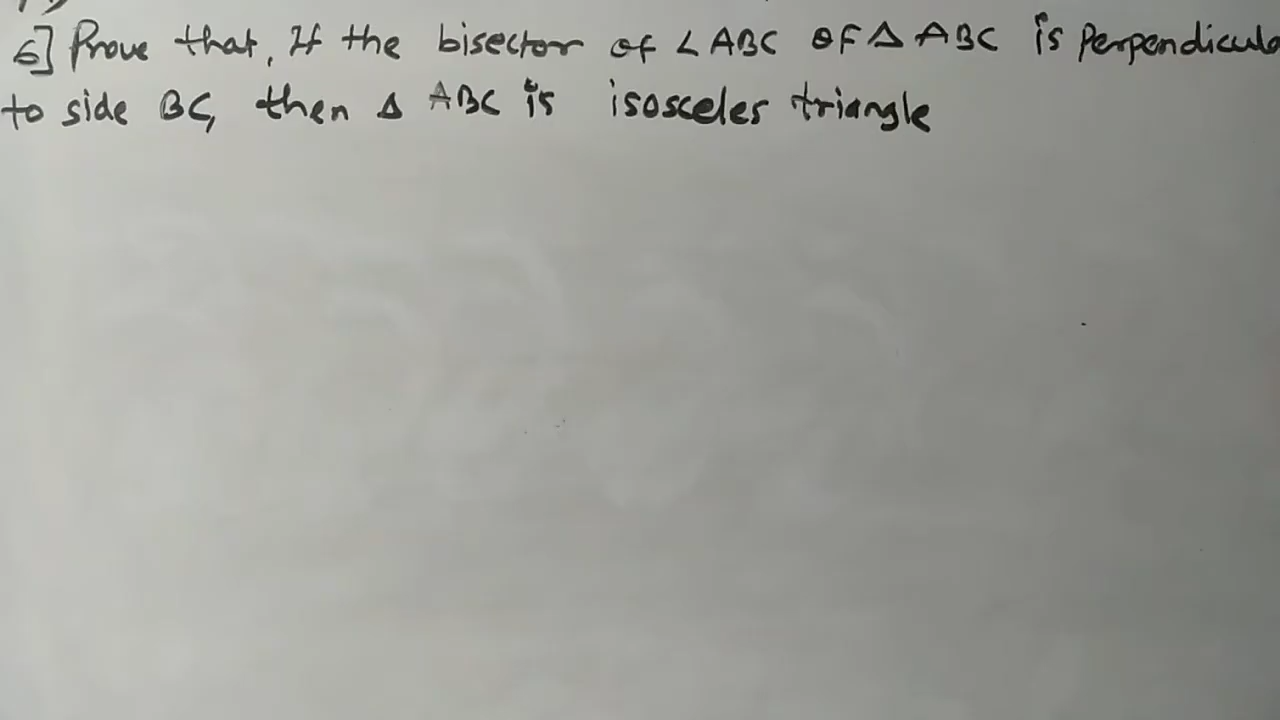 6] Prove that, If the bisector of ∠ABC OF Δ ABC is Perpendicula
to side BC, then Δ ABC is isosceles triangle